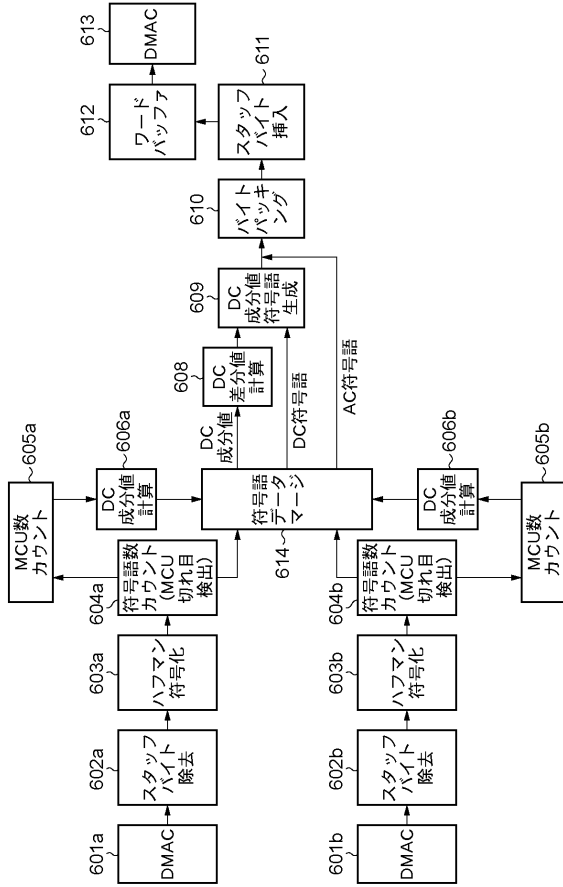 601a
DMAC
602a
スタッフ
バイト
除去
603a
ハフマン
符号化
604a
符号語数
カウント
(MCU
切れ目
検出)
605a
MCU数
カウント
606a
DC
成分値
計算
601b
DMAC
602b
スタッフ
バイト
除去
603b
ハフマン
符号化
604b
符号語数
カウント
(MCU
切れ目
検出)
605b
MCU数
カウント
606b
DC
成分値
計算
614
符号語
データ
マージ
DC
成分値
DC符号語
AC符号語
608
DC
差分値
計算
609
DC
成分値
符号語
生成
610
バイト
パッキ
ング
611
スタッフ
バイト
挿入
612
ワード
バッファ
613
DMAC